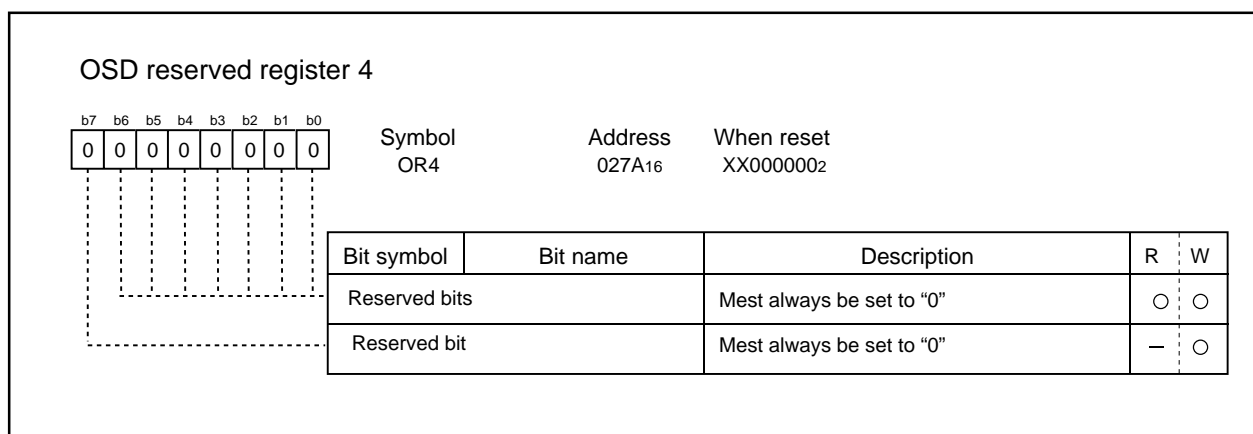 OSD reserved register 4
b7 b6 b5 b4 b3 b2 b1 b0
0 0 0 0 0 0 0 0
Symbol Address When reset
OR4 027A16 XX0000002
Bit symbol Bit name Description R W
Reserved bits Mest always be set to “0”
Reserved bit Mest always be set to “0” –